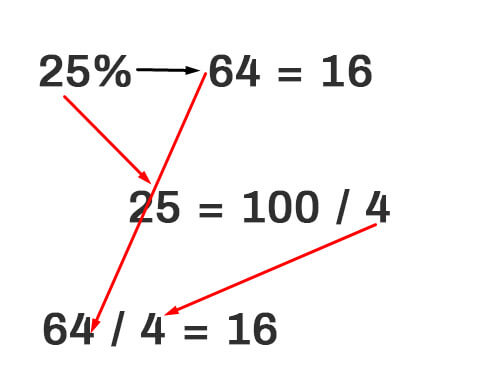 25% 64 = 16
25 = 100 / 4
64 / 4 = 16